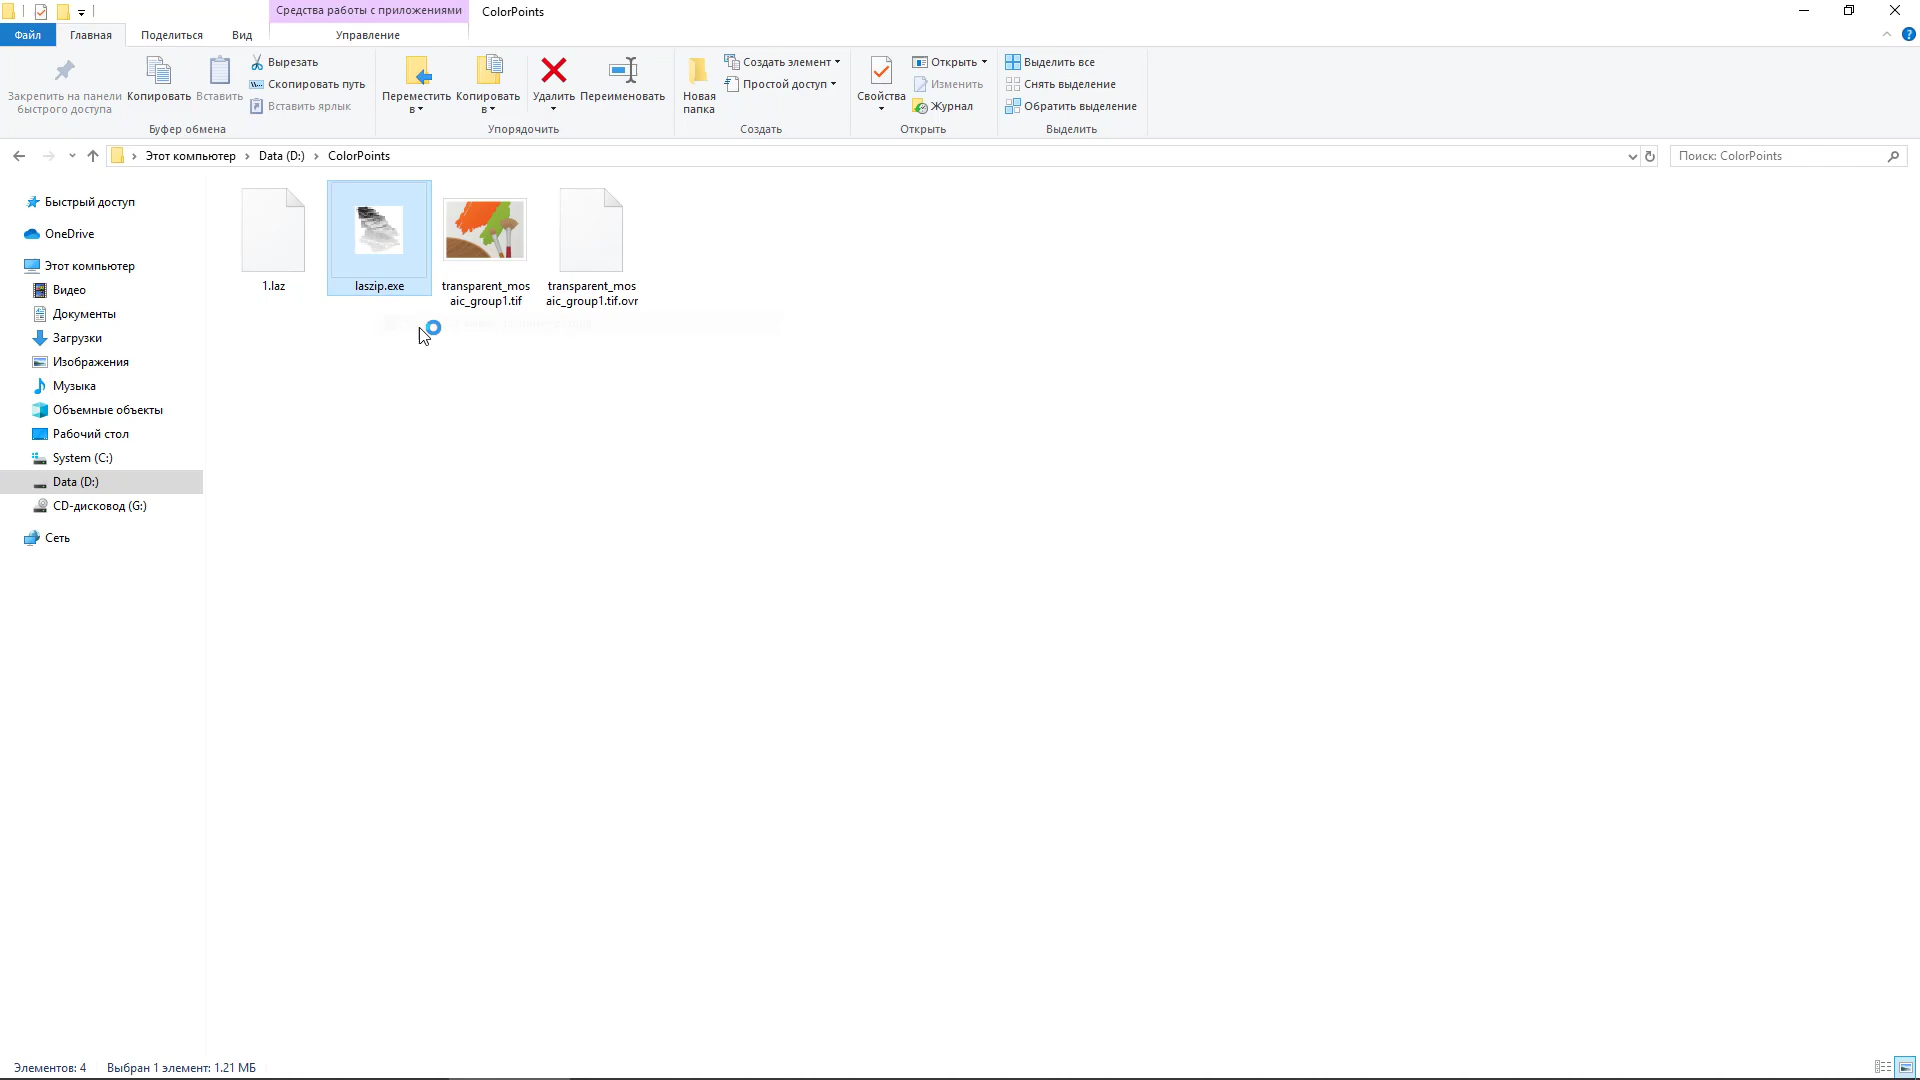 Средства работы с приложениями
ColorPoints
Файл
Главная
Поделиться
Вид
Управление
Закрепить на панели
быстрого доступа
Копировать
Вставить
Вырезать
Скопировать путь
Вставить ярлык
Буфер обмена
Переместить
в
Копировать
в
Удалить
Переименовать
Упорядочить
Новая
папка
Создать элемент
Простой доступ
Создать
Свойства
Открыть
Изменить
Журнал
Открыть
Выделить все
Снять выделение
Обратить выделение
Выделить
Этот компьютер
Data (D:)
ColorPoints
Поиск: ColorPoints
Быстрый доступ
OneDrive
Этот компьютер
Видео
Документы
Загрузки
Изображения
Музыка
Объемные объекты
Рабочий стол
System (C:)
Data (D:)
CD-дисковод (G:)
Сеть
1.laz
laszip.exe
transparent_mos
aic_group1.tif
transparent_mos
aic_group1.tif.ovr
Элементов: 4
Выбран 1 элемент: 1.21 МБ